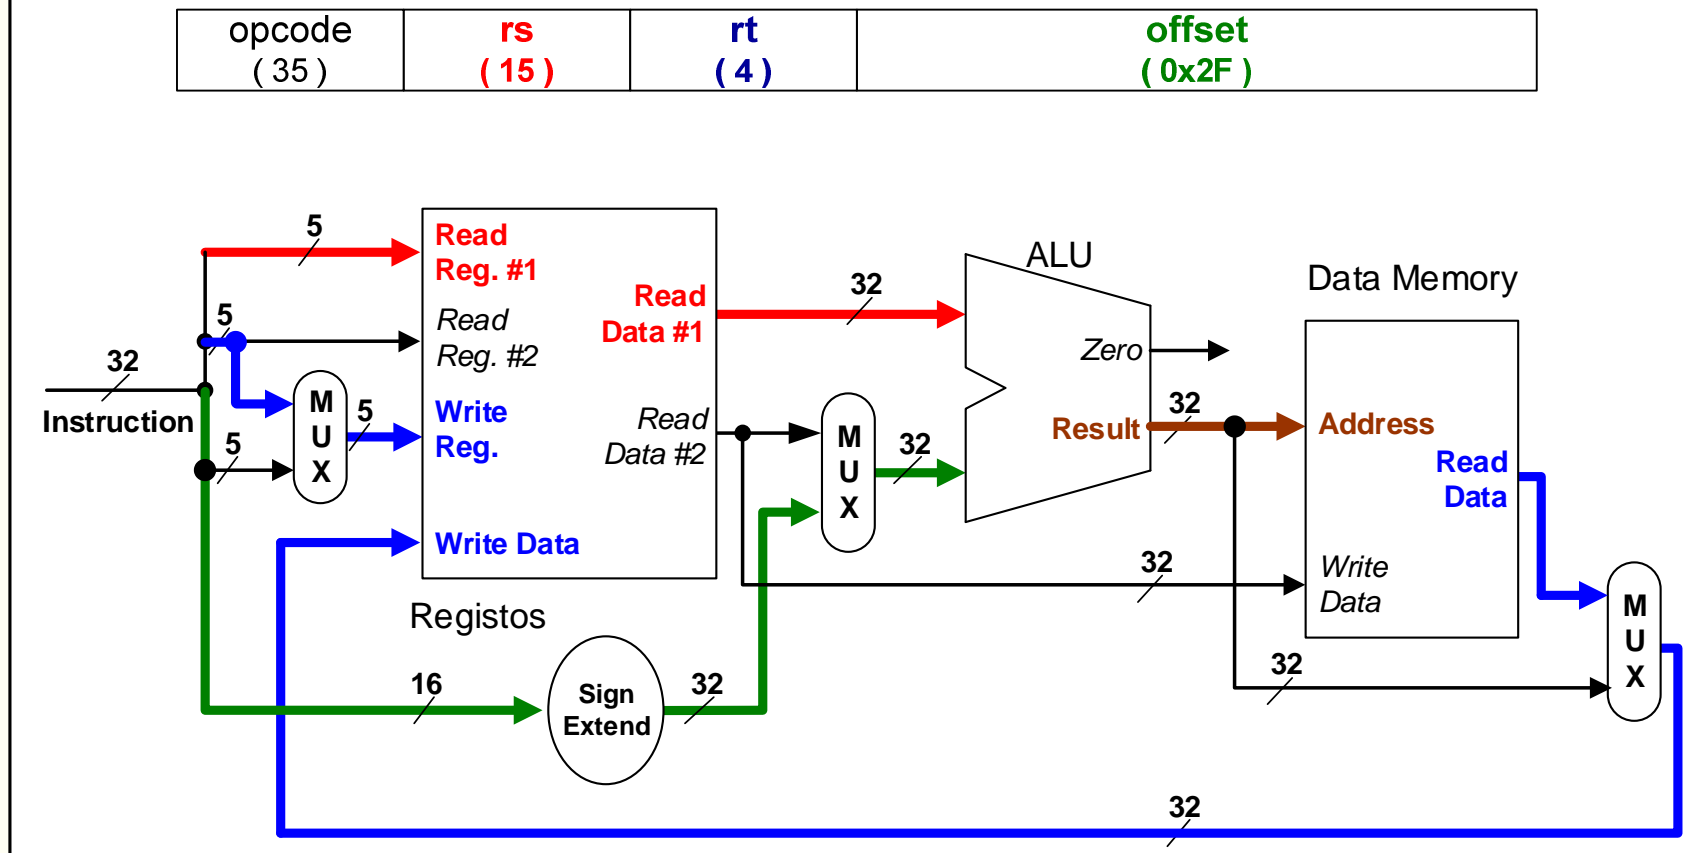 opcode rs rt offset
( 35 ) ( 15 ) ( 4 ) ( 0x2F )
5
Read
Reg. #1
Read
Data #1
32
ALU
Data Memory
5
Read
Reg. #2
Zero
32
Instruction
M
U
X
5
Write
Reg.
Read
Data #2
M
U
X
32
Result
32
Address
Read
Data
5
Write Data
32
Write
Data
M
U
X
Registos
16
Sign
Extend
32
32
32